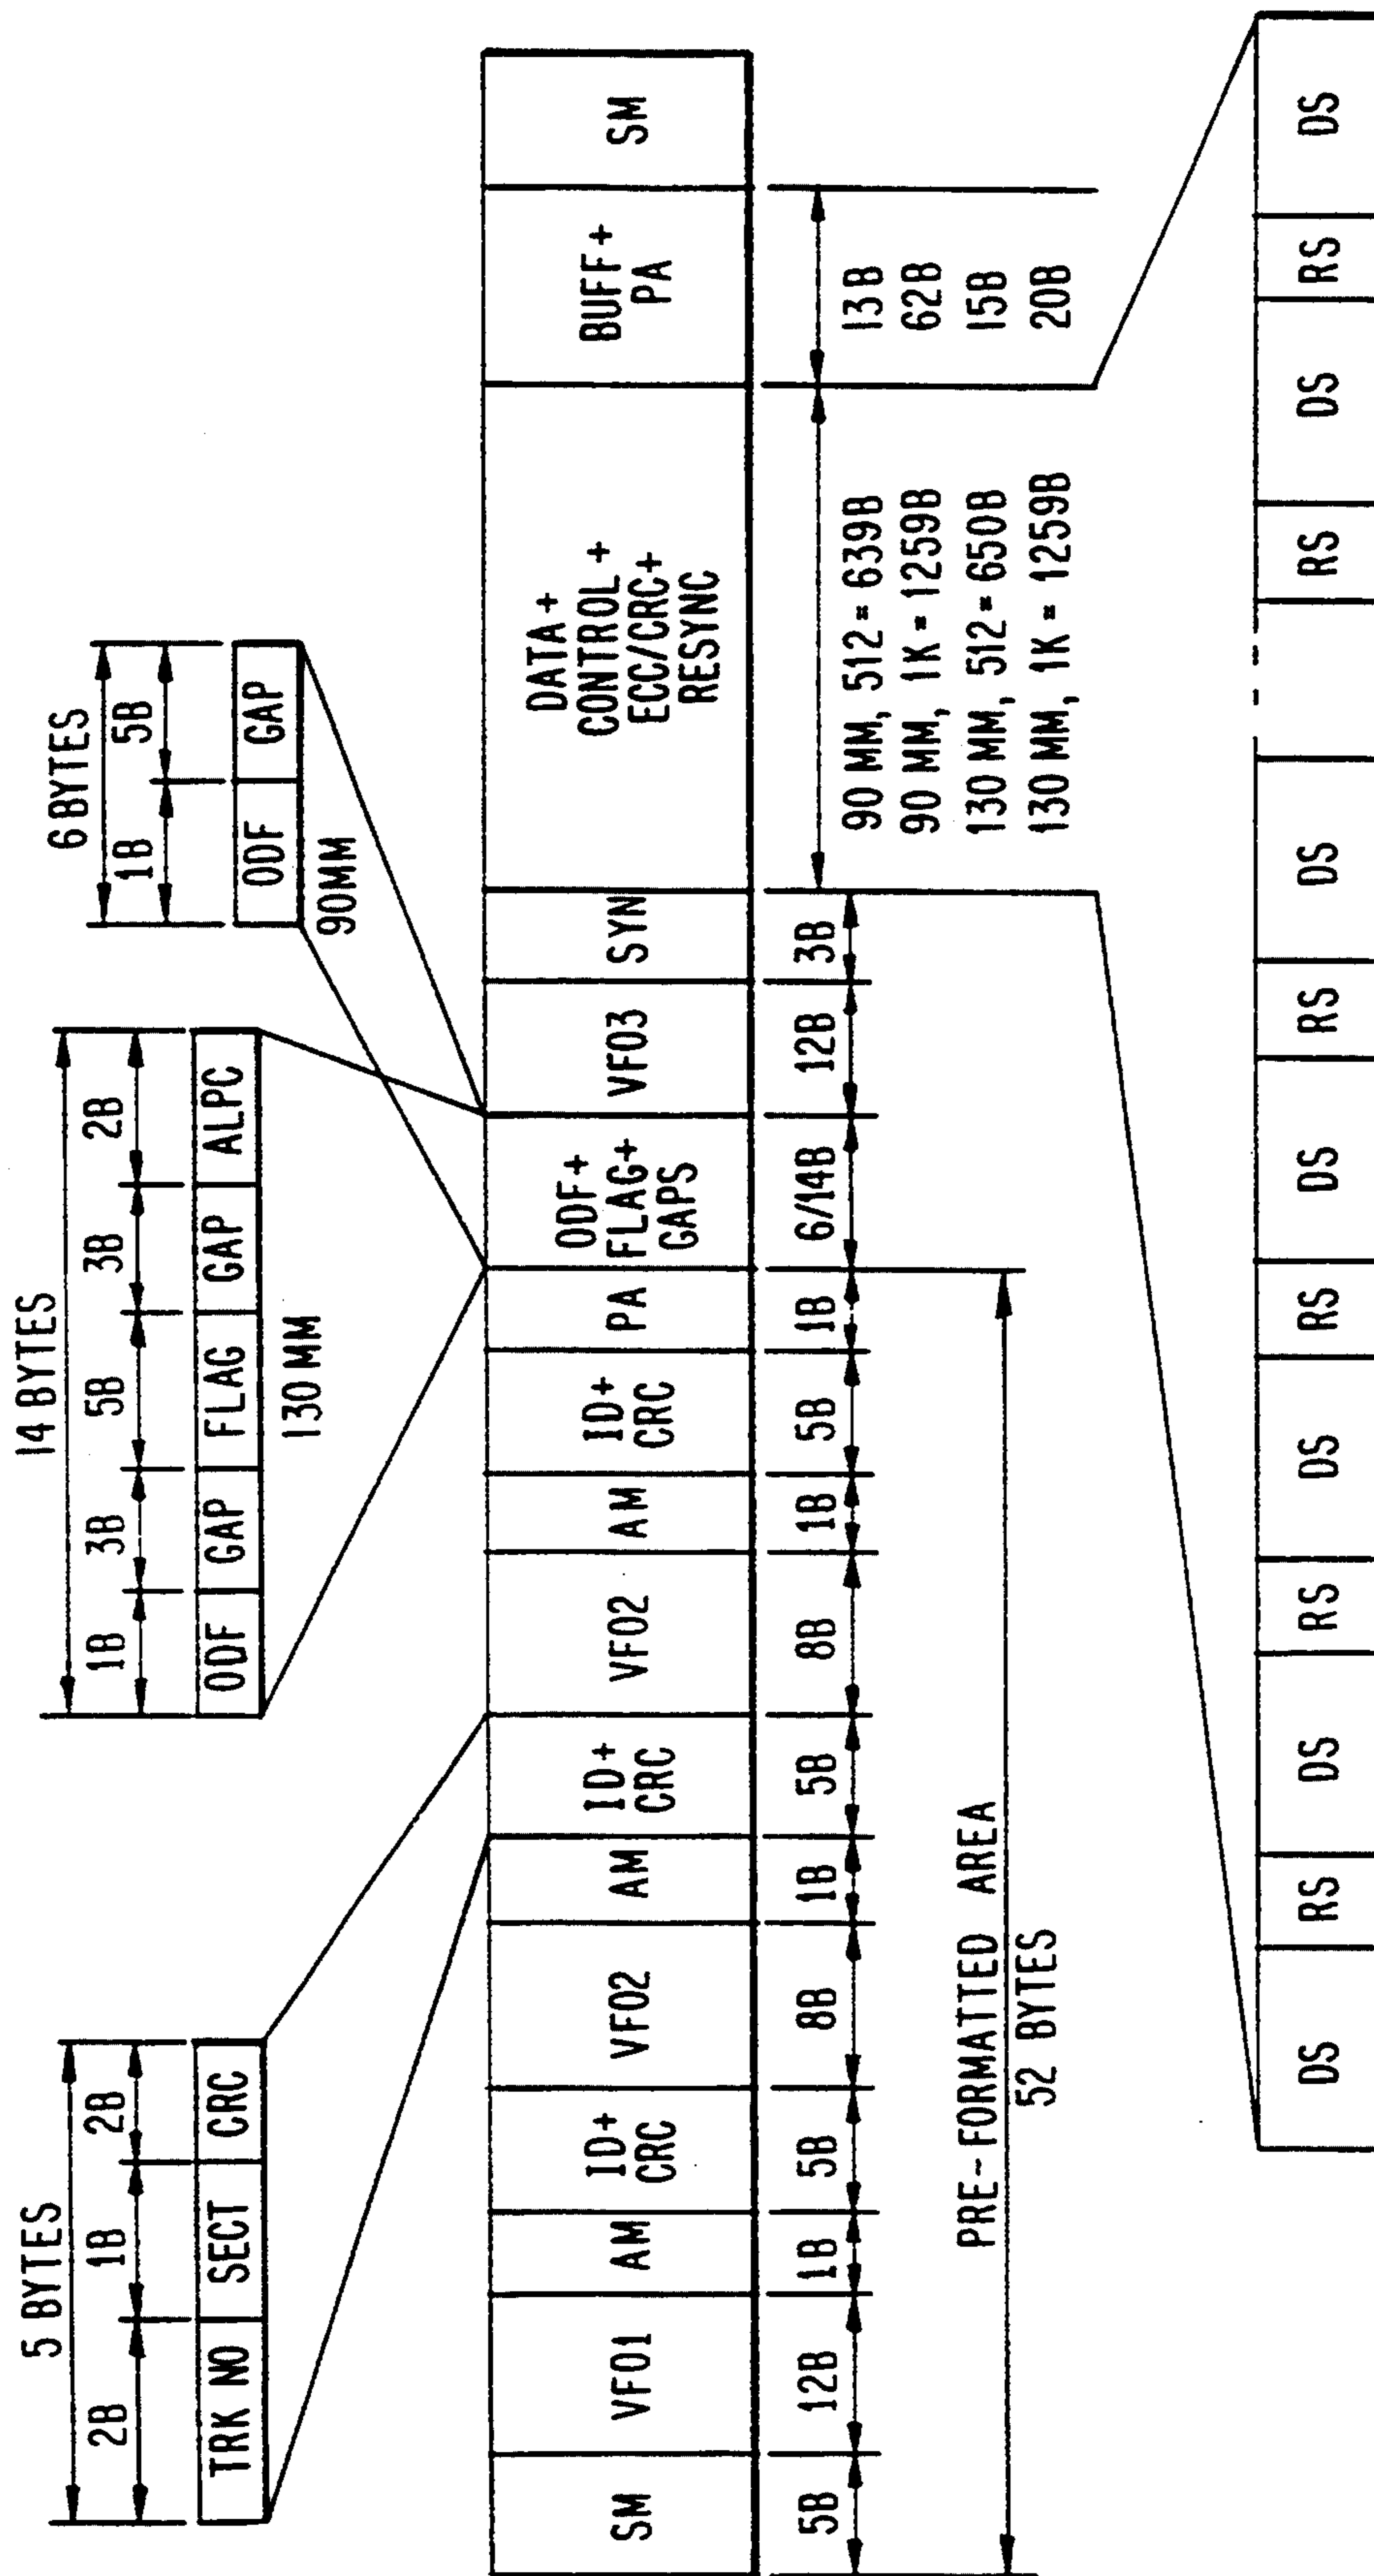 5 BYTES
2B 1B 2B
TRK NO SECT CRC
14 BYTES
1B 3B 5B 3B 2B
ODF GAP FLAG GAP ALPC
130 MM
6 BYTES
1B 5B
ODF GAP
90MM
SM
VFO1
AM
ID+
CRC
VFO2
AM
ID+
CRC
VFO2
AM
ID+
CRC
PA
ODF+
FLAG+
GAPS
VFO3
SYN
DATA+
CONTROL+
ECC/CRC+
RESYNC
BUFF+
PA
SM
5B 12B 1B 5B 8B 1B 5B 8B 1B 5B 1B 6/14B 12B 3B
90 MM, 512 = 639B 13B
90 MM, 1K = 1259B 62B
130 MM, 512 = 650B 15B
130 MM, 1K = 1259B 20B
PRE-FORMATTED AREA
52 BYTES
DS RS DS RS DS RS DS RS DS RS DS RS DS